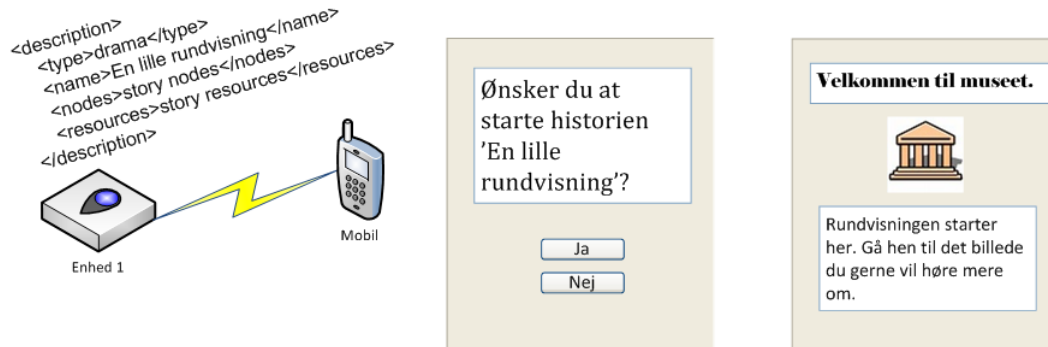 <description>
<type>drama</type>
<name>En lille rundvisning</name>
<nodes>story nodes</nodes>
<resources>story resources</resources>
</description>
Enhed 1
Mobil
Ønsker du at
starte historien
’En lille
rundvisning’?
Ja
Nej
Velkommen til museet.
Rundvisningen starter
her. Gå hen til det billede
du gerne vil høre mere
om.